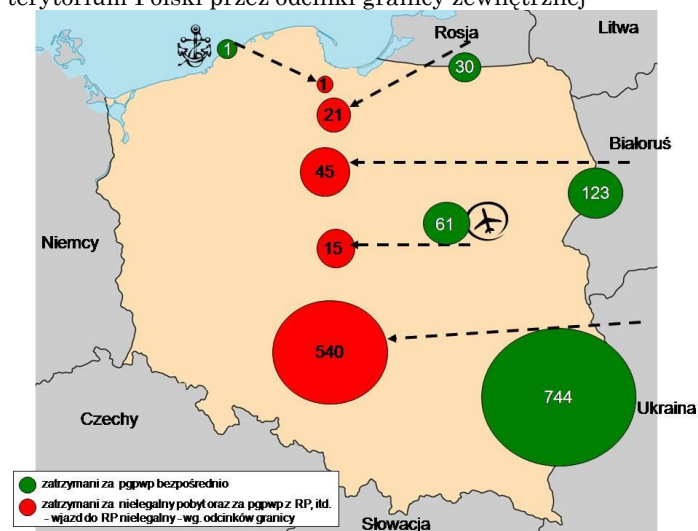 terytorium Polski przez odcinki granicy zewnętrznej
Rosja
Litwa
1
30
1
21
Białoruś
45
123
61
Niemcy
15
540
744
Ukraina
Czechy
zatrzymani za pgpwp bezpośrednio
zatrzymani za nielegalny pobyt oraz za pgpwp z RP, itd.
- wjazd do RP nielegalny - wg. odcinków granicy
Słowacja